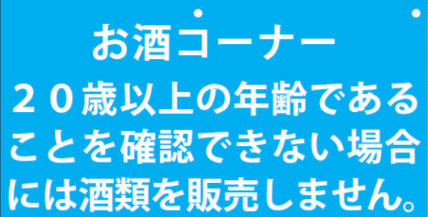 お酒コーナー
２０歳以上の年齢である
ことを確認できない場合
には酒類を販売しません。